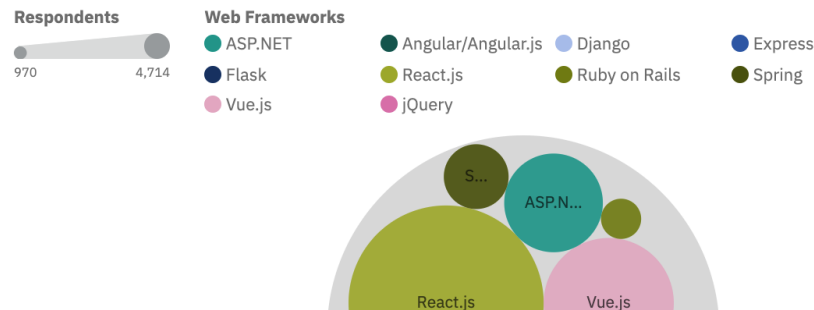 Respondents
970 4,714
Web Frameworks
ASP.NET Angular/Angular.js Django Express
Flask React.js Ruby on Rails Spring
Vue.js jQuery
S...
ASP.N...
React.js Vue.js